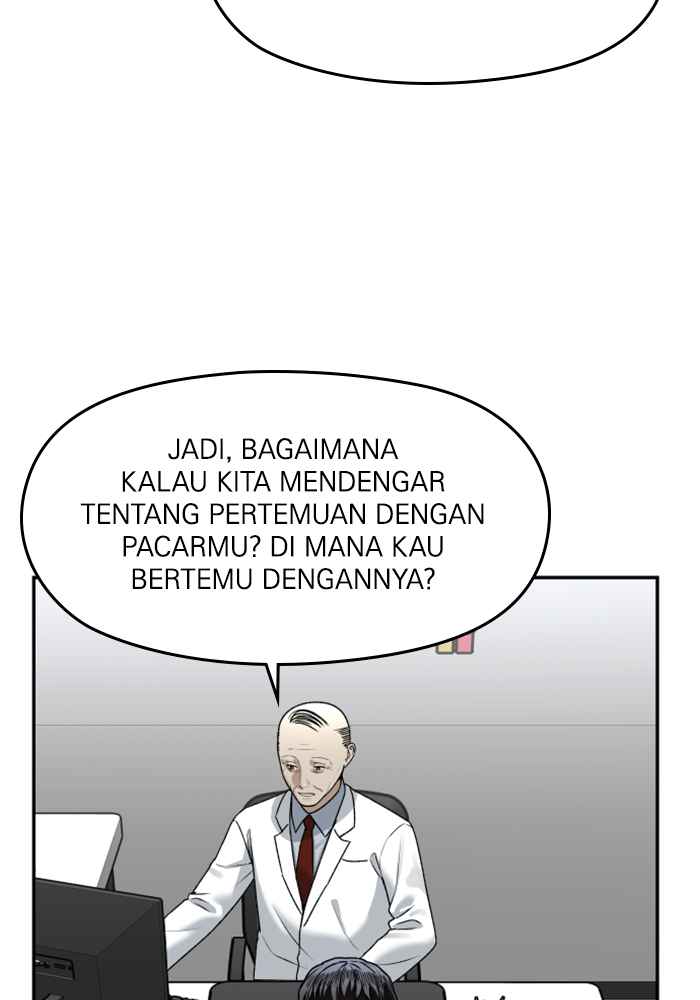 JADI, BAGAIMANA
KALAU KITA MENDENGAR
TENTANG PERTEMUAN DENGAN
PACARMU? DI MANA KAU
BERTEMU DENGANNYA?